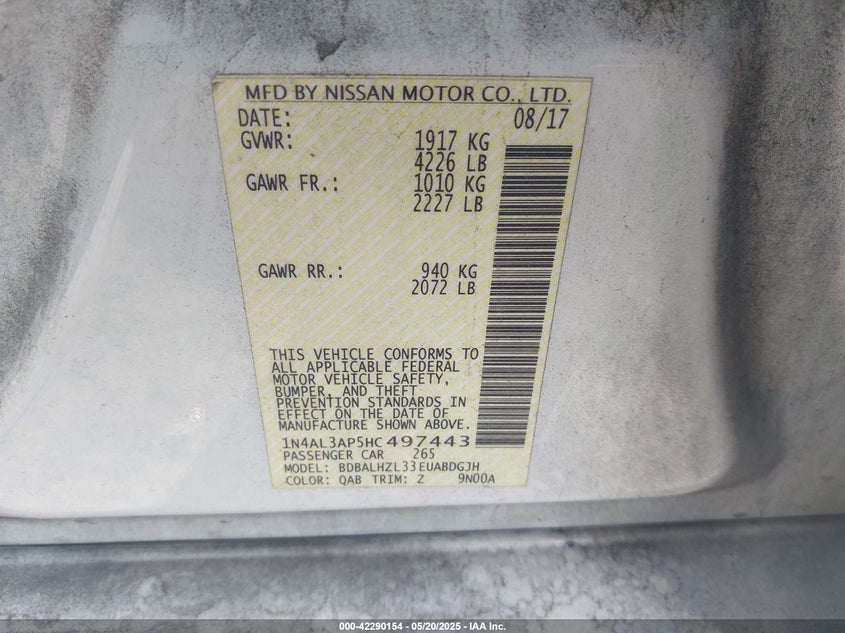 MFD BY NISSAN MOTOR CO., LTD.
DATE: 08/17
GVWR: 1917 KG
4226 LB
GAWR FR.: 1010 KG
2227 LB
GAWR RR.: 940 KG
2072 LB
THIS VEHICLE CONFORMS TO
ALL APPLICABLE FEDERAL
MOTOR VEHICLE SAFETY,
BUMPER, AND THEFT
PREVENTION STANDARDS IN
EFFECT ON THE DATE OF
MANUFACTURE SHOWN ABOVE.
1N4AL3AP5HC497443
PASSENGER CAR 265
MODEL: BDBALHZL33EUABDGJH
COLOR: QAB TRIM: Z 9N00A
000-42290154 - 05/20/2025 - IAA Inc.